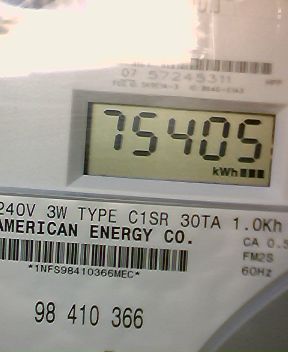 07 57245311
75405
kWh
240V 3W TYPE C1SR 30TA 1.0Kh
AMERICAN ENERGY CO.
CA 0.5
FM2S
60Hz
*1NFS98410366MEC*
98 410 366